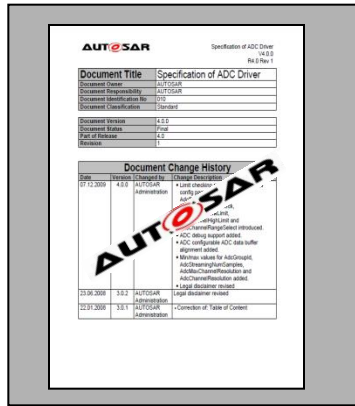 AUTOSAR
Specification of ADC Driver
V4.0.0
R4.0 Rev 1
Document Title Specification of ADC Driver
Document Owner AUTOSAR
Document Responsibility AUTOSAR
Document Identification No 010
Document Classification Standard
Document Version 4.0.0
Document Status Final
Part of Release 4.0
Revision 1
Document Change History
Date Version Changed by Change Description
07.12.2009 4.0.0 AUTOSAR Administration
• Limit checking
config
Limit,
HighLimit and
ChannelRangeSelect introduced.
• ADC debug support added.
• ADC configurable ADC data buffer
alignment added.
• Min/max values for AdcGroupId,
AdcStreamingNumSamples,
AdcMaxChannelResolution and
AdcChannelResolution added.
• Legal disclaimer revised
23.06.2008 3.0.2 AUTOSAR Administration Legal disclaimer revised
22.01.2008 3.0.1 AUTOSAR Administration • Correction of: Table of Content
AUTOSAR